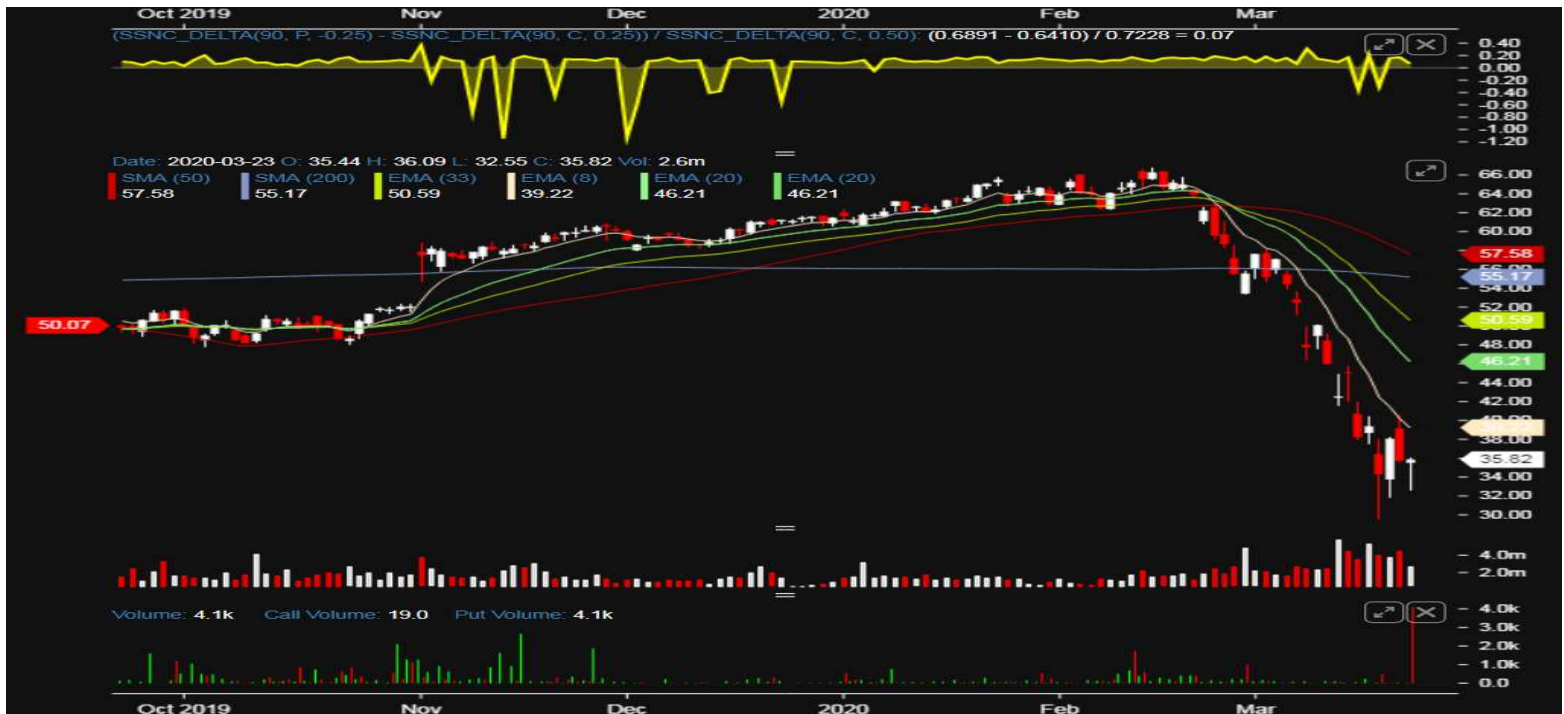 Oct 2019 Nov Dec 2020 Feb Mar
(SSNC_DELTA(90, P, -0.25) - SSNC_DELTA(90, C, 0.25)) / SSNC_DELTA(90, C, 0.50): (0.6891 - 0.6410) / 0.7228 = 0.07
0.40
0.20
0.00
-0.20
-0.40
-0.60
-0.80
-1.00
-1.20
Date: 2020-03-23 O: 35.44 H: 36.09 L: 32.55 C: 35.82 Vol: 2.6m
SMA (50) SMA (200) EMA (33) EMA (8) EMA (20) EMA (20)
57.58 55.17 50.59 39.22 46.21 46.21
66.00
64.00
62.00
60.00
57.58
55.17
54.00
52.00
50.59
50.07
48.00
46.21
44.00
42.00
38.00
35.82
34.00
32.00
30.00
4.0m
2.0m
Volume: 4.1k Call Volume: 19.0 Put Volume: 4.1k
4.0k
3.0k
2.0k
1.0k
0.0
Oct 2019 Nov Dec 2020 Feb Mar